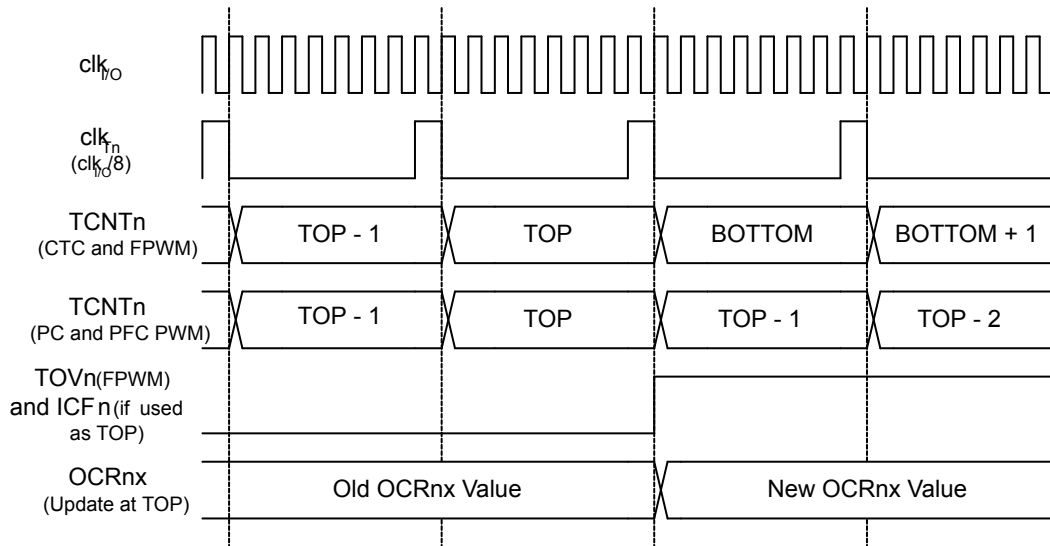 clkI/O
clkTn
(clkI/O/8)
TCNTn
(CTC and FPWM)
TOP - 1
TOP
BOTTOM
BOTTOM + 1
TCNTn
(PC and PFC PWM)
TOP - 1
TOP
TOP - 1
TOP - 2
TOVn(FPWM)
and ICFn(if used
as TOP)
OCRnx
(Update at TOP)
Old OCRnx Value
New OCRnx Value